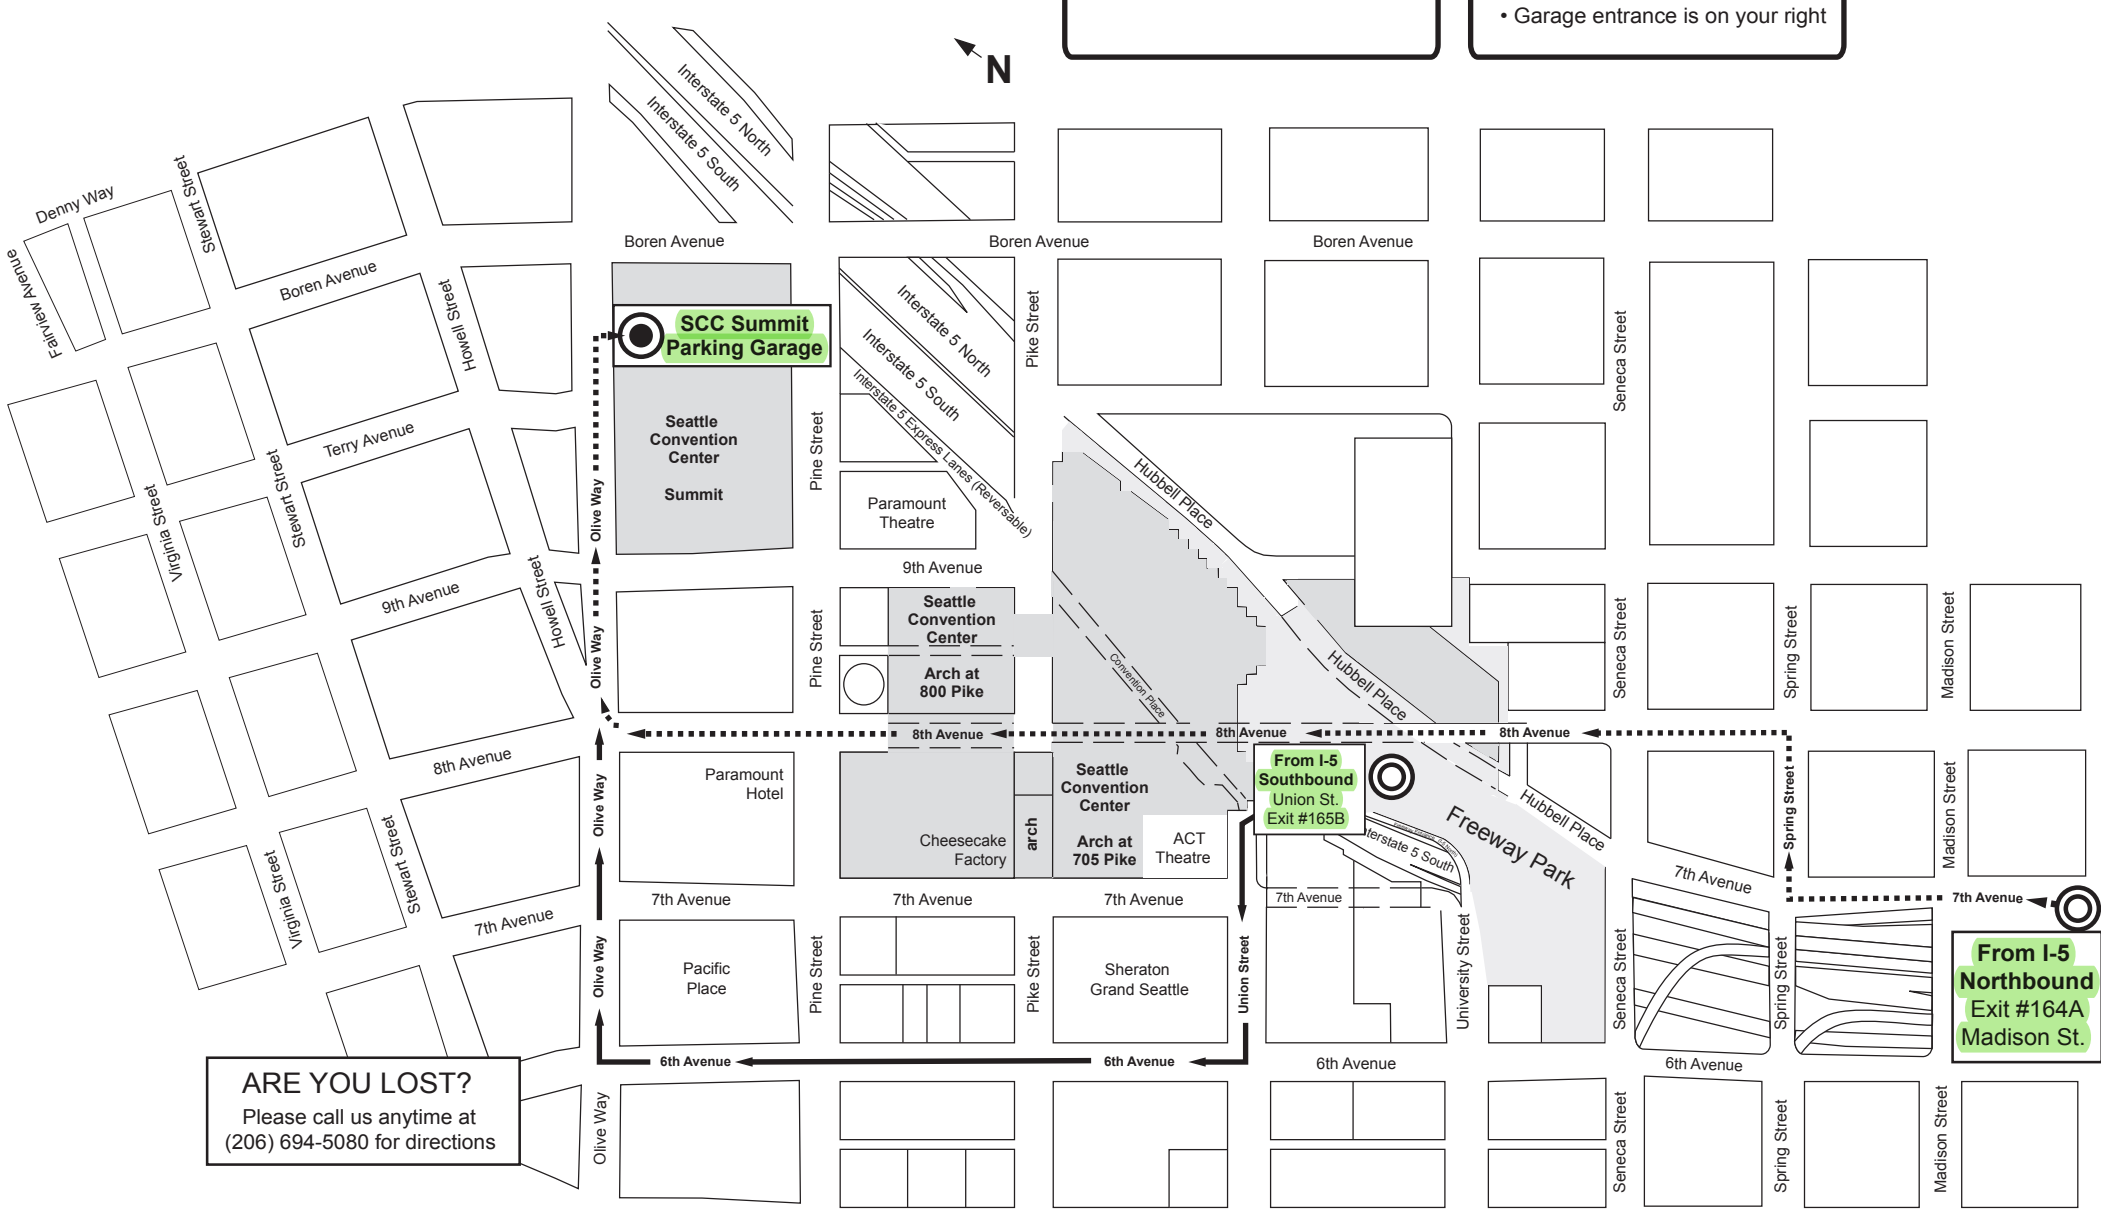 • Garage entrance is on your right
N
Interstate 5 North
Interstate 5 South
Denny Way
Stewart Street
Fairview Avenue
Boren Avenue
Boren Avenue
Boren Avenue
Boren Avenue
Howell Street
SCC Summit
Parking Garage
Interstate 5 North
Interstate 5 South
Interstate 5 Express Lanes (Reversable)
Pike Street
Seneca Street
Seattle
Convention
Center
Summit
Pine Street
Terry Avenue
Stewart Street
Virginia Street
Olive Way
Paramount
Theatre
Hubbell Place
9th Avenue
9th Avenue
Howell Street
Olive Way
Pine Street
Seattle
Convention
Center
Arch at
800 Pike
Convention Place
Hubbell Place
Seneca Street
Spring Street
Madison Street
8th Avenue
8th Avenue
8th Avenue
8th Avenue
Olive Way
Paramount
Hotel
Cheesecake
Factory
arch
Seattle
Convention
Center
Arch at
705 Pike
ACT
Theatre
From I-5
Southbound
Union St.
Exit #165B
Interstate 5 South
Freeway Park
Hubbell Place
Spring Street
Madison Street
Stewart Street
Virginia Street
7th Avenue
7th Avenue
7th Avenue
7th Avenue
7th Avenue
7th Avenue
7th Avenue
Olive Way
Pacific
Place
Pine Street
Pike Street
Sheraton
Grand Seattle
Union Street
University Street
Seneca Street
Spring Street
From I-5
Northbound
Exit #164A
Madison St.
6th Avenue
6th Avenue
6th Avenue
6th Avenue
ARE YOU LOST?
Please call us anytime at
(206) 694-5080 for directions
Olive Way
Seneca Street
Spring Street
Madison Street